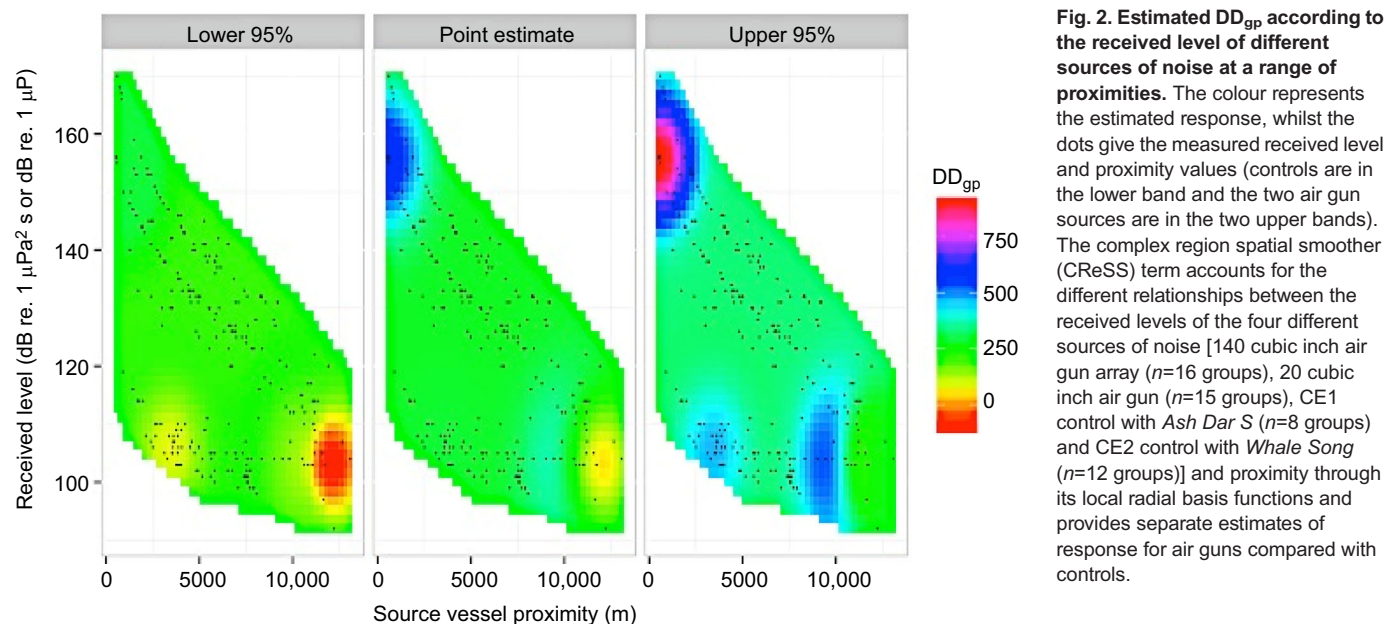 Lower 95%
Point estimate
Upper 95%
Received level (dB re. 1 μPa² s or dB re. 1 μP)
160
140
120
100
0 5000 10,000
0 5000 10,000
0 5000 10,000
Source vessel proximity (m)
DDgp
750
500
250
0
Fig. 2. Estimated DDgp according to
the received level of different
sources of noise at a range of
proximities. The colour represents
the estimated response, whilst the
dots give the measured received level
and proximity values (controls are in
the lower band and the two air gun
sources are in the two upper bands).
The complex region spatial smoother
(CReSS) term accounts for the
different relationships between the
received levels of the four different
sources of noise [140 cubic inch air
gun array (n=16 groups), 20 cubic
inch air gun (n=15 groups), CE1
control with Ash Dar S (n=8 groups)
and CE2 control with Whale Song
(n=12 groups)] and proximity through
its local radial basis functions and
provides separate estimates of
response for air guns compared with
controls.